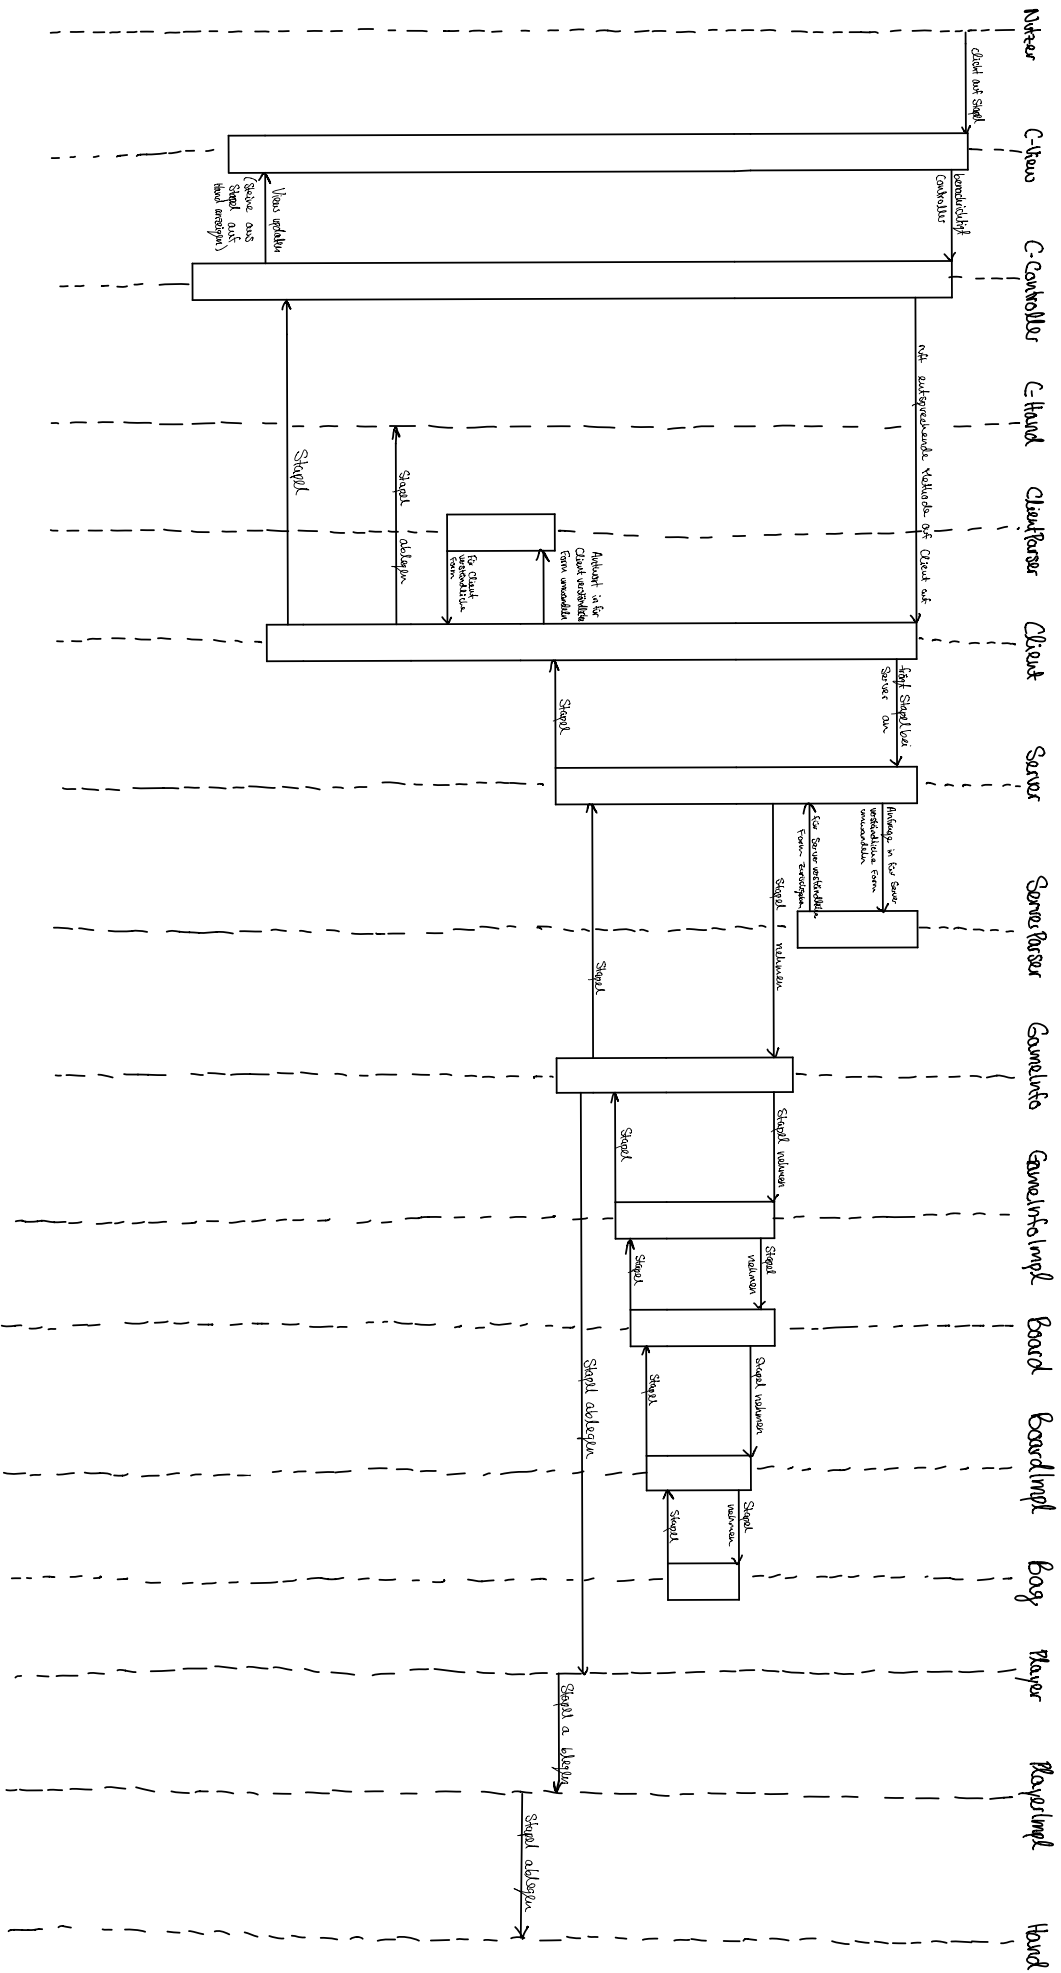 Nutzer
C-View
C-Controller
C-Hand
ClientParser
Client
Server
ServerParser
GameInfo
GameInfoImpl
Board
BoardImpl
Bag
Player
PlayerImpl
Hand
clickt auf Stapel
benachrichtigt
Controller
ruft entsprechende Methode auf Client auf
frägt Stapel bei
Server an
Anfrage in für Server
verständliche Form
umwandeln
für Server verständliche
Form zurückgeben
Stapel nehmen
Stapel nehmen
Stapel
nehmen
Stapel nehmen
Stapel
nehmen
Stapel
Stapel
Stapel
Stapel
Stapel
Stapel ablegen
Stapel ablegen
Stapel ablegen
Stapel
Antwort in für
Client verständliche
Form umwandeln
Für Client
verständliche
Form
Stapel ablegen
Stapel
View updaten
(Steine aus
Stapel auf
Hand anzeigen)